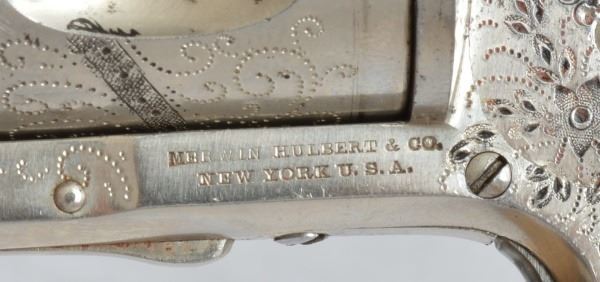 MERWIN HULBERT & CO.
NEW YORK U.S.A.